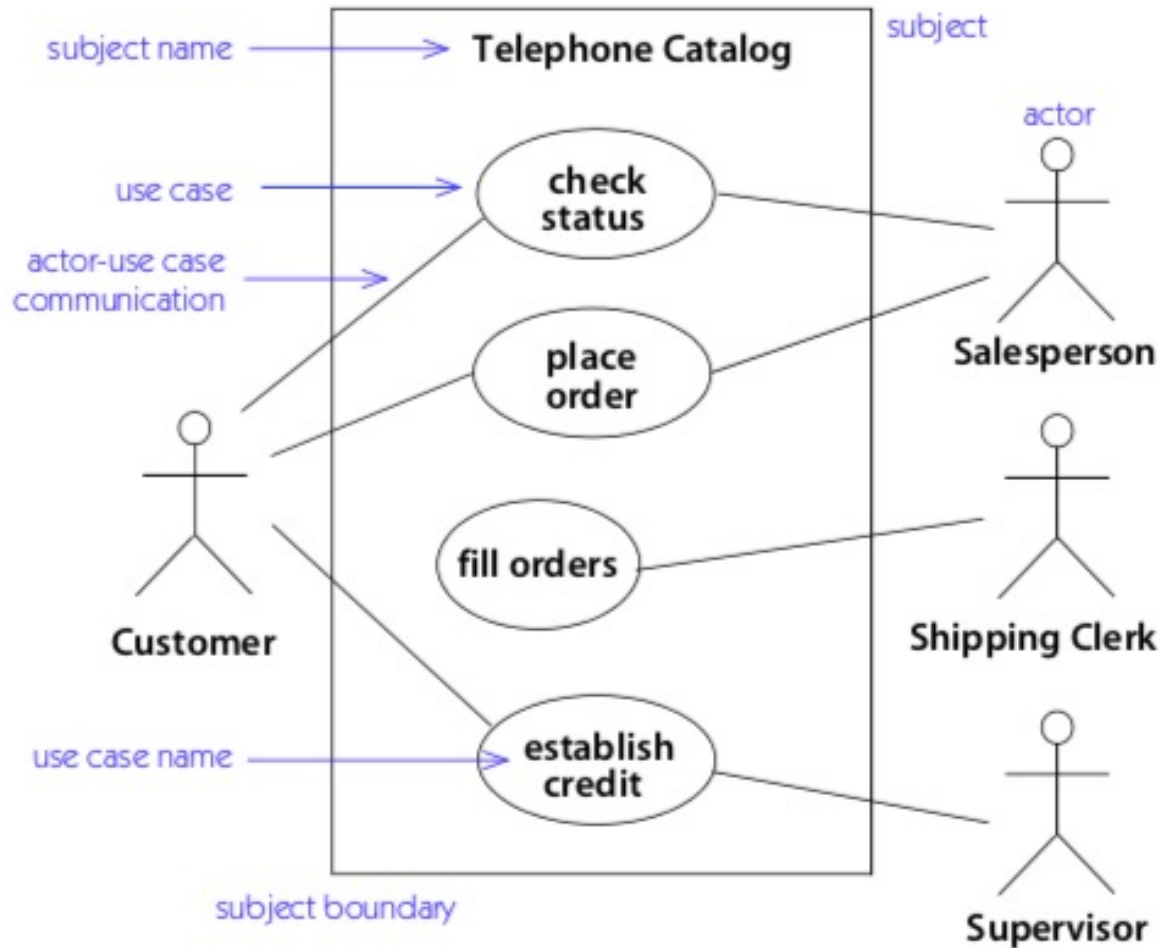 subject name
Telephone Catalog
subject
actor
use case
check
status
actor-use case
communication
place
order
Salesperson
fill orders
Customer
Shipping Clerk
use case name
establish
credit
subject boundary
Supervisor